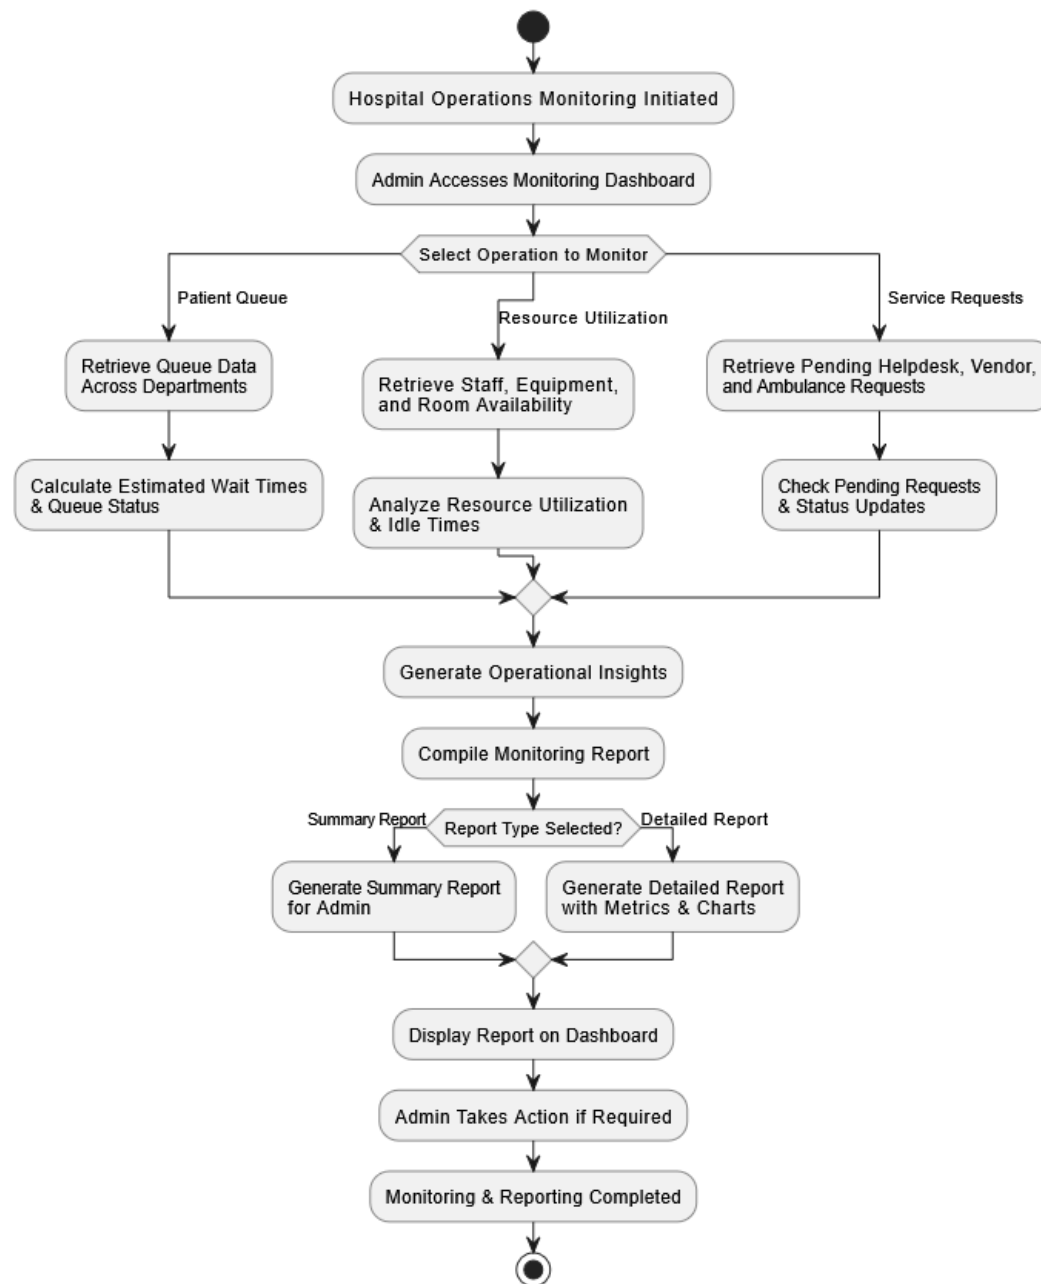 Hospital Operations Monitoring Initiated
Admin Accesses Monitoring Dashboard
Select Operation to Monitor
Patient Queue
Resource Utilization
Service Requests
Retrieve Queue Data
Across Departments
Retrieve Staff, Equipment,
and Room Availability
Retrieve Pending Helpdesk, Vendor,
and Ambulance Requests
Calculate Estimated Wait Times
& Queue Status
Analyze Resource Utilization
& Idle Times
Check Pending Requests
& Status Updates
Generate Operational Insights
Compile Monitoring Report
Summary Report
Report Type Selected?
Detailed Report
Generate Summary Report
for Admin
Generate Detailed Report
with Metrics & Charts
Display Report on Dashboard
Admin Takes Action if Required
Monitoring & Reporting Completed